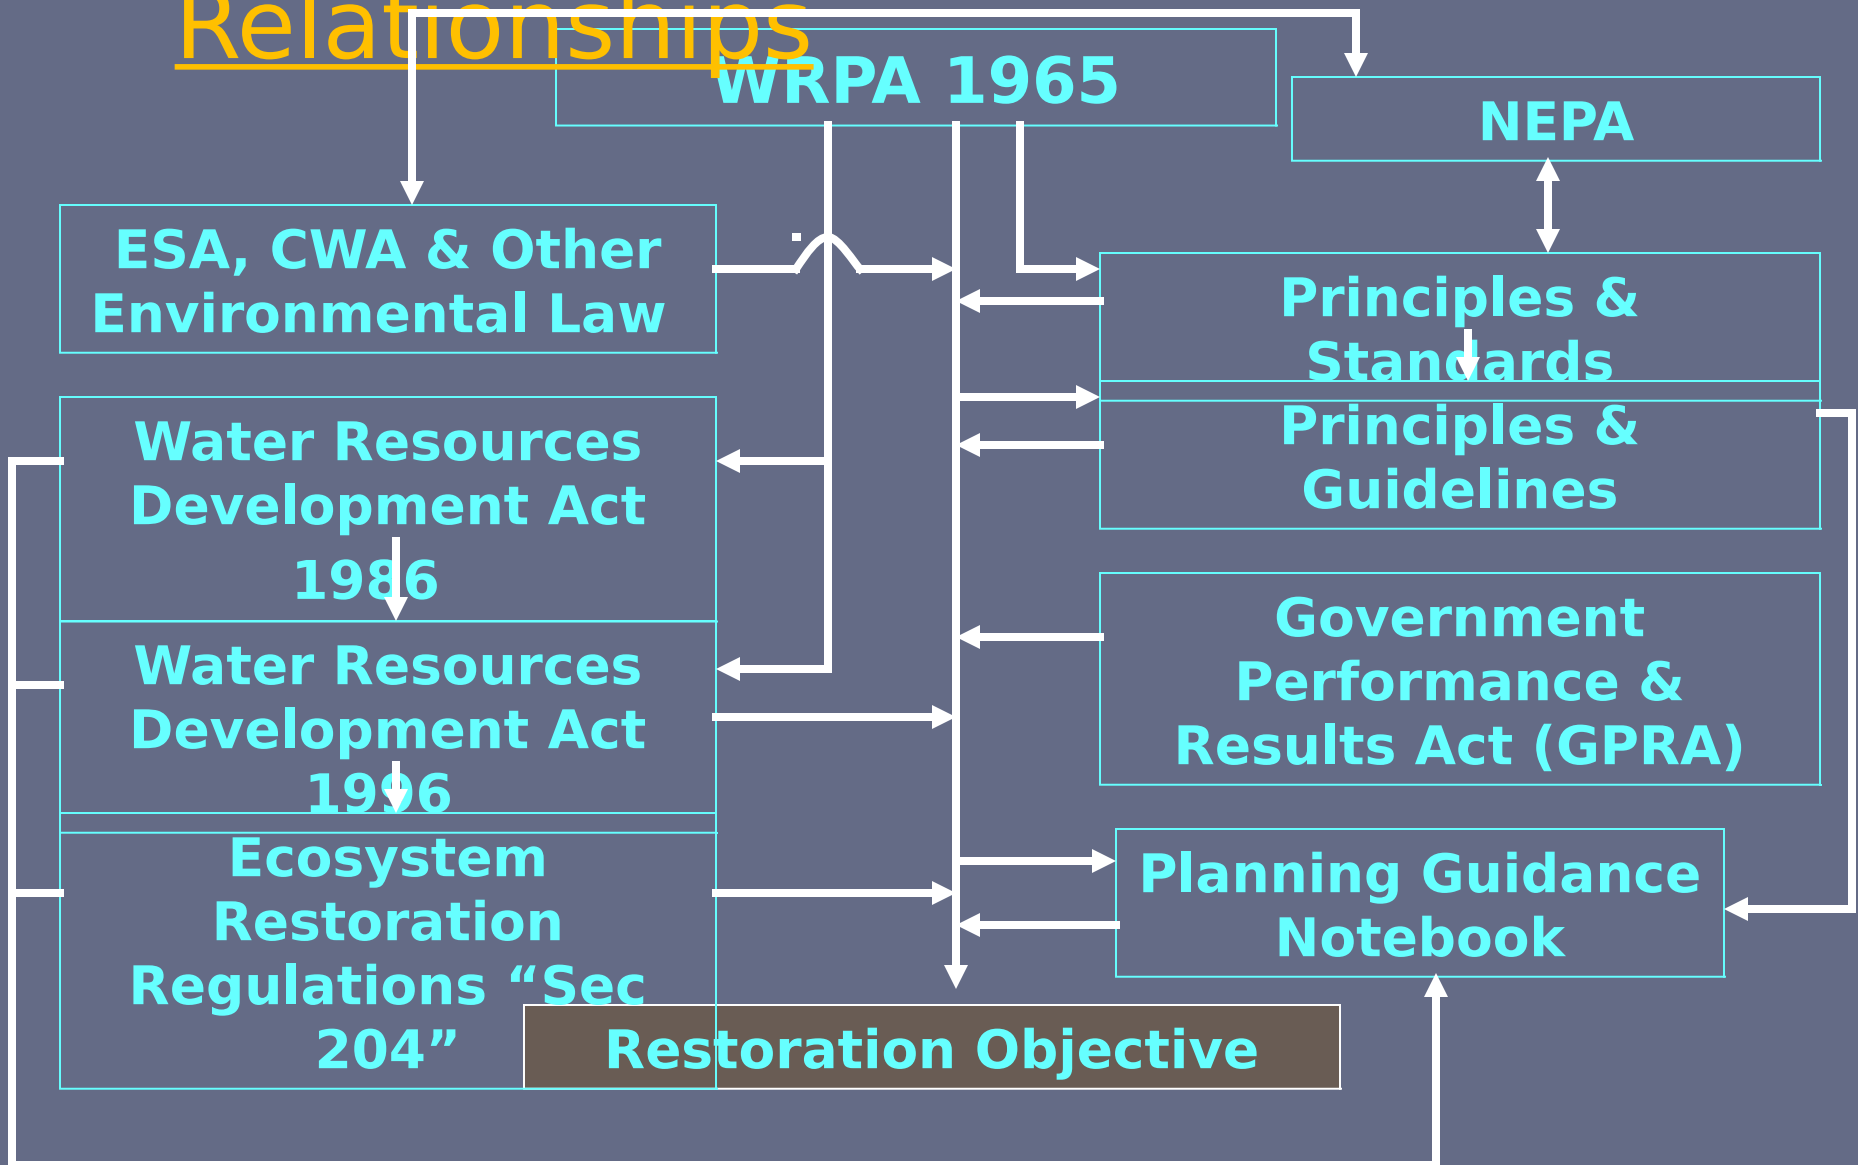 Relationships
WRPA 1965
NEPA
ESA, CWA & Other
Environmental Law
Principles &
Standards
Principles &
Guidelines
Water Resources
Development Act
1986
Government
Performance &
Results Act (GPRA)
Water Resources
Development Act
1996
Ecosystem
Restoration
Regulations “Sec
204”
Planning Guidance
Notebook
Restoration Objective